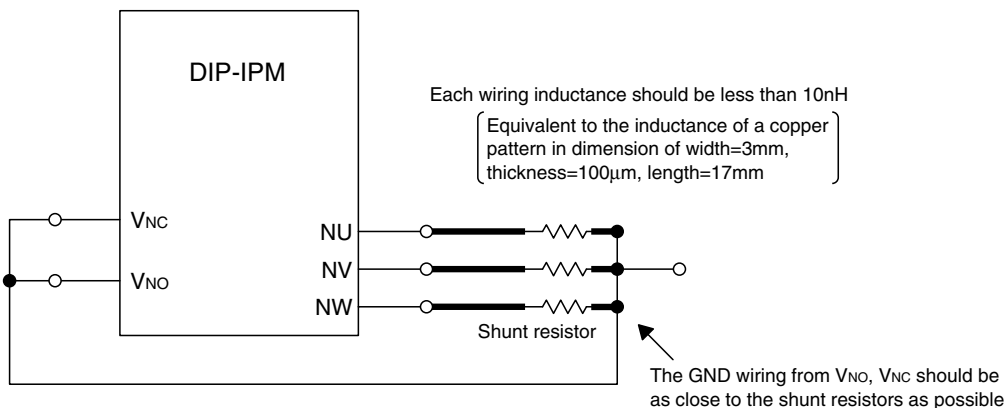 DIP-IPM
Each wiring inductance should be less than 10nH
Equivalent to the inductance of a copper
pattern in dimension of width=3mm,
thickness=100μm, length=17mm
VNC
NU
NV
VNO
NW
Shunt resistor
The GND wiring from VNO, VNC should be
as close to the shunt resistors as possible